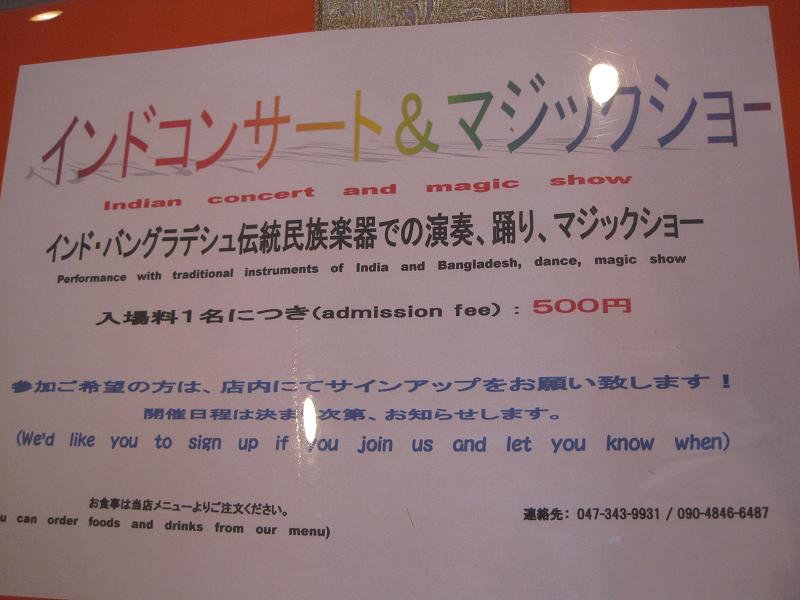 インドコンサート&マジックショー
Indian concert and magic show
インド・バングラデシュ伝統民族楽器での演奏、踊り、マジックショー
Performance with traditional instruments of India and Bangladesh, dance, magic show
入場料1名につき(admission fee) : 500円
参加ご希望の方は、店内にてサインアップをお願い致します!
開催日程は決ま 次第、お知らせします。
(We'd like you to sign up if you join us and let you know when)
お食事は当店メニューよりご注文ください。
u can order foods and drinks from our menu)
連絡先: 047-343-9931 / 090-4846-6487